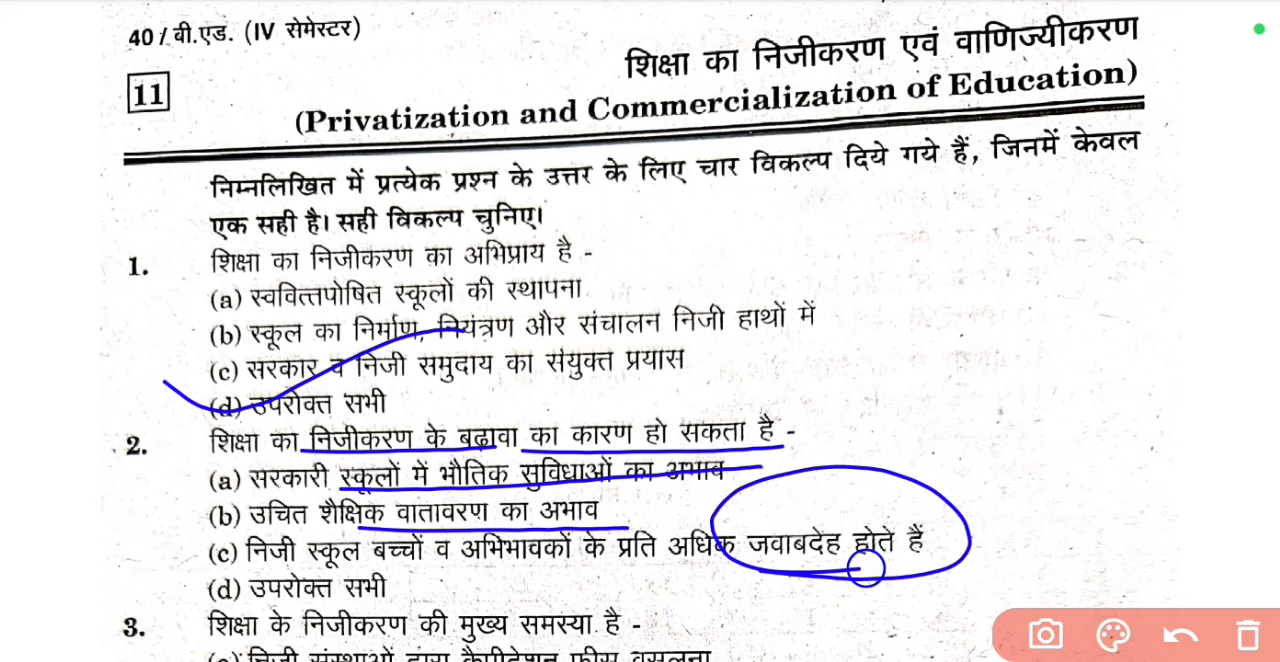 40 / बी.एड. (IV सेमेस्टर)
11
शिक्षा का निजीकरण एवं वाणिज्यीकरण
(Privatization and Commercialization of Education)
निम्नलिखित में प्रत्येक प्रश्न के उत्तर के लिए चार विकल्प दिये गये हैं, जिनमें केवल
एक सही है। सही विकल्प चुनिए।
1. शिक्षा का निजीकरण का अभिप्राय है -
(a) स्ववित्तपोषित स्कूलों की स्थापना
(b) स्कूल का निर्माण, नियंत्रण और संचालन निजी हाथों में
(c) सरकार व निजी समुदाय का संयुक्त प्रयास
(d) उपरोक्त सभी
2. शिक्षा का निजीकरण के बढ़ावा का कारण हो सकता है -
(a) सरकारी स्कूलों में भौतिक सुविधाओं का अभाव
(b) उचित शैक्षिक वातावरण का अभाव
(c) निजी स्कूल बच्चों व अभिभावकों के प्रति अधिक जवाबदेह होते हैं
(d) उपरोक्त सभी
3. शिक्षा के निजीकरण की मुख्य समस्या है -
(a) निजी संस्थाओं द्वारा कैपीटेशन फीस वसूलना